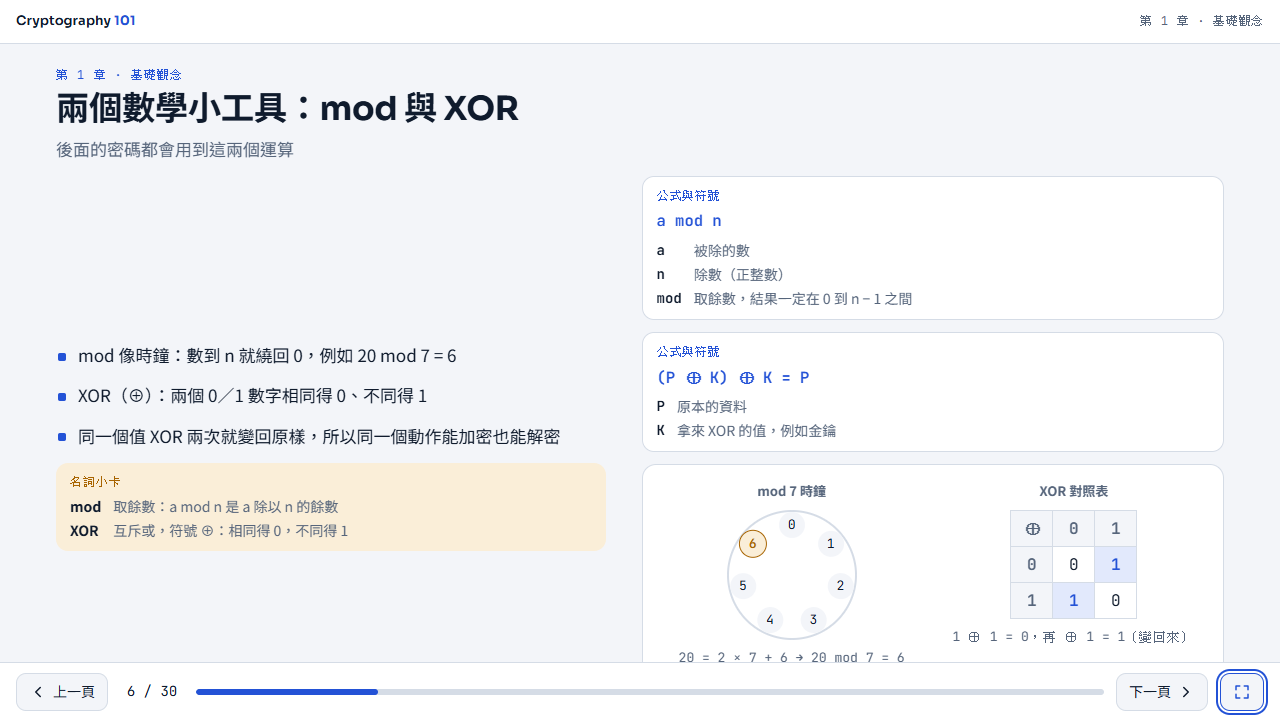 Cryptography 101
第 1 章 · 基礎觀念
第 1 章 · 基礎觀念
兩個數學小工具：mod 與 XOR
後面的密碼都會用到這兩個運算
mod 像時鐘：數到 n 就繞回 0，例如 20 mod 7 = 6
XOR（⊕）：兩個 0／1 數字相同得 0、不同得 1
同一個值 XOR 兩次就變回原樣，所以同一個動作能加密也能解密
名詞小卡
mod 取餘數：a mod n 是 a 除以 n 的餘數
XOR 互斥或，符號 ⊕：相同得 0，不同得 1
公式與符號
a mod n
a 被除的數
n 除數（正整數）
mod 取餘數，結果一定在 0 到 n − 1 之間
公式與符號
(P ⊕ K) ⊕ K = P
P 原本的資料
K 拿來 XOR 的值，例如金鑰
mod 7 時鐘
0
1
2
3
4
5
6
20 = 2 × 7 + 6 → 20 mod 7 = 6
XOR 對照表
⊕ 0 1
0 0 1
1 1 0
1 ⊕ 1 = 0，再 ⊕ 1 = 1（變回來）
上一頁
6 / 30
下一頁